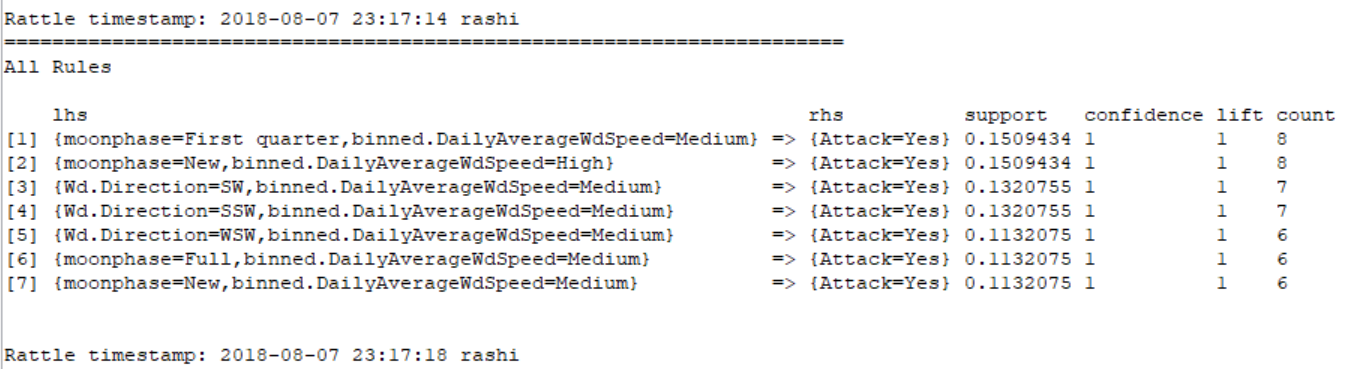 Rattle timestamp: 2018-08-07 23:17:14 rashi
======================================================================
All Rules
lhs rhs support confidence lift count
[1] {moonphase=First quarter,binned.DailyAverageWdSpeed=Medium} => {Attack=Yes} 0.1509434 1 1 8
[2] {moonphase=New,binned.DailyAverageWdSpeed=High} => {Attack=Yes} 0.1509434 1 1 8
[3] {Wd.Direction=SW,binned.DailyAverageWdSpeed=Medium} => {Attack=Yes} 0.1320755 1 1 7
[4] {Wd.Direction=SSW,binned.DailyAverageWdSpeed=Medium} => {Attack=Yes} 0.1320755 1 1 7
[5] {Wd.Direction=WSW,binned.DailyAverageWdSpeed=Medium} => {Attack=Yes} 0.1132075 1 1 6
[6] {moonphase=Full,binned.DailyAverageWdSpeed=Medium} => {Attack=Yes} 0.1132075 1 1 6
[7] {moonphase=New,binned.DailyAverageWdSpeed=Medium} => {Attack=Yes} 0.1132075 1 1 6
Rattle timestamp: 2018-08-07 23:17:18 rashi